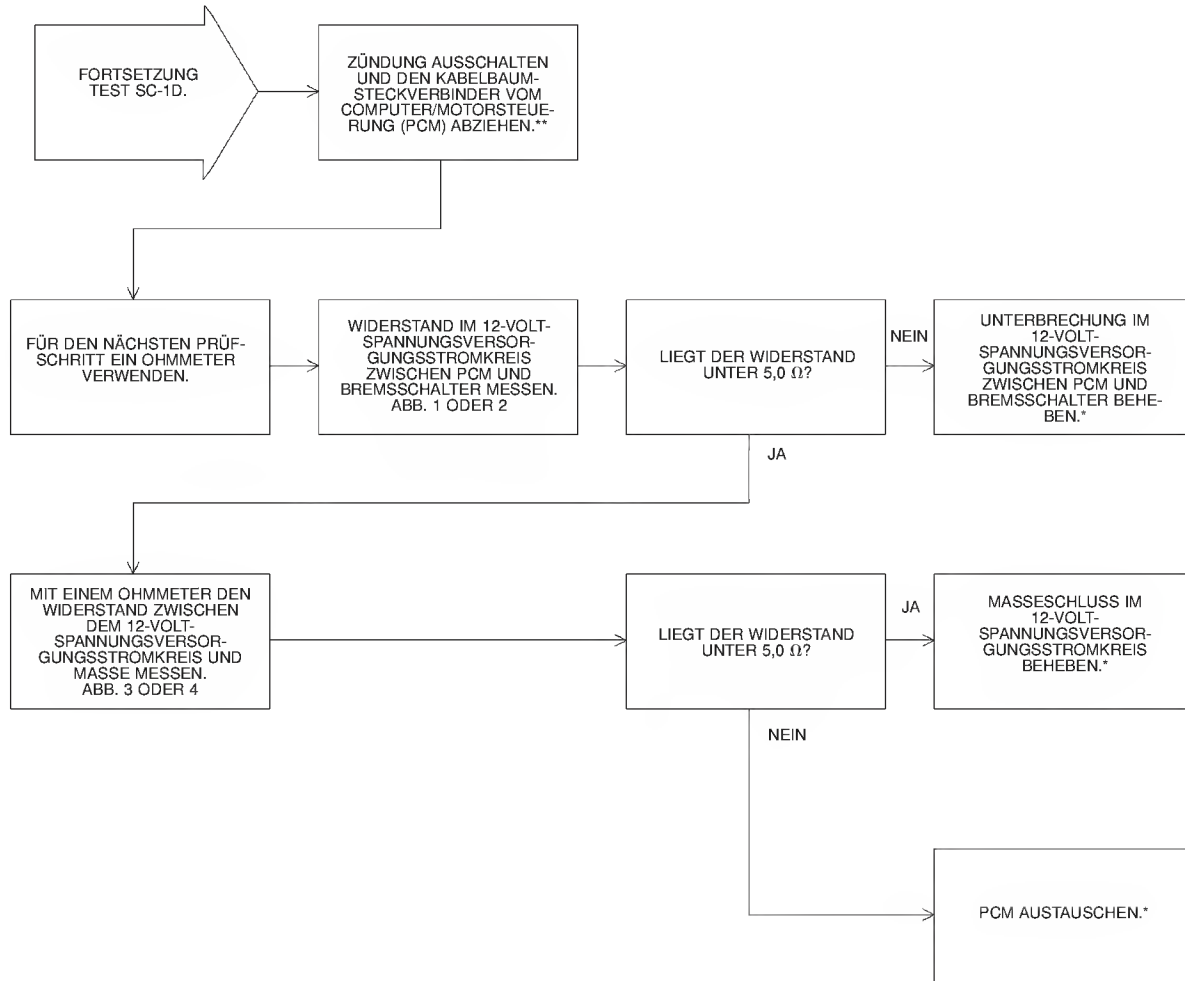 FORTSETZUNG
TEST SC-1D.
ZÜNDUNG AUSSCHALTEN
UND DEN KABELBAUM-
STECKVERBINDER VOM
COMPUTER/MOTORSTEUE-
RUNG (PCM) ABZIEHEN.**
FÜR DEN NÄCHSTEN PRÜF-
SCHRITT EIN OHMMETER
VERWENDEN.
WIDERSTAND IM 12-VOLT-
SPANNUNGSVERSOR-
GUNGSSTROMKREIS
ZWISCHEN PCM UND
BREMSSCHALTER MESSEN.
ABB. 1 ODER 2
LIEGT DER WIDERSTAND
UNTER 5,0 Ω?
NEIN
UNTERBRECHUNG IM
12-VOLT-
SPANNUNGSVERSOR-
GUNGSSTROMKREIS
ZWISCHEN PCM UND
BREMSSCHALTER BEHE-
BEN.*
JA
MIT EINEM OHMMETER DEN
WIDERSTAND ZWISCHEN
DEM 12-VOLT-
SPANNUNGSVERSOR-
GUNGSSTROMKREIS UND
MASSE MESSEN.
ABB. 3 ODER 4
LIEGT DER WIDERSTAND
UNTER 5,0 Ω?
JA
MASSESCHLUSS IM
12-VOLT-
SPANNUNGSVERSOR-
GUNGSSTROMKREIS
BEHEBEN.*
NEIN
PCM AUSTAUSCHEN.*